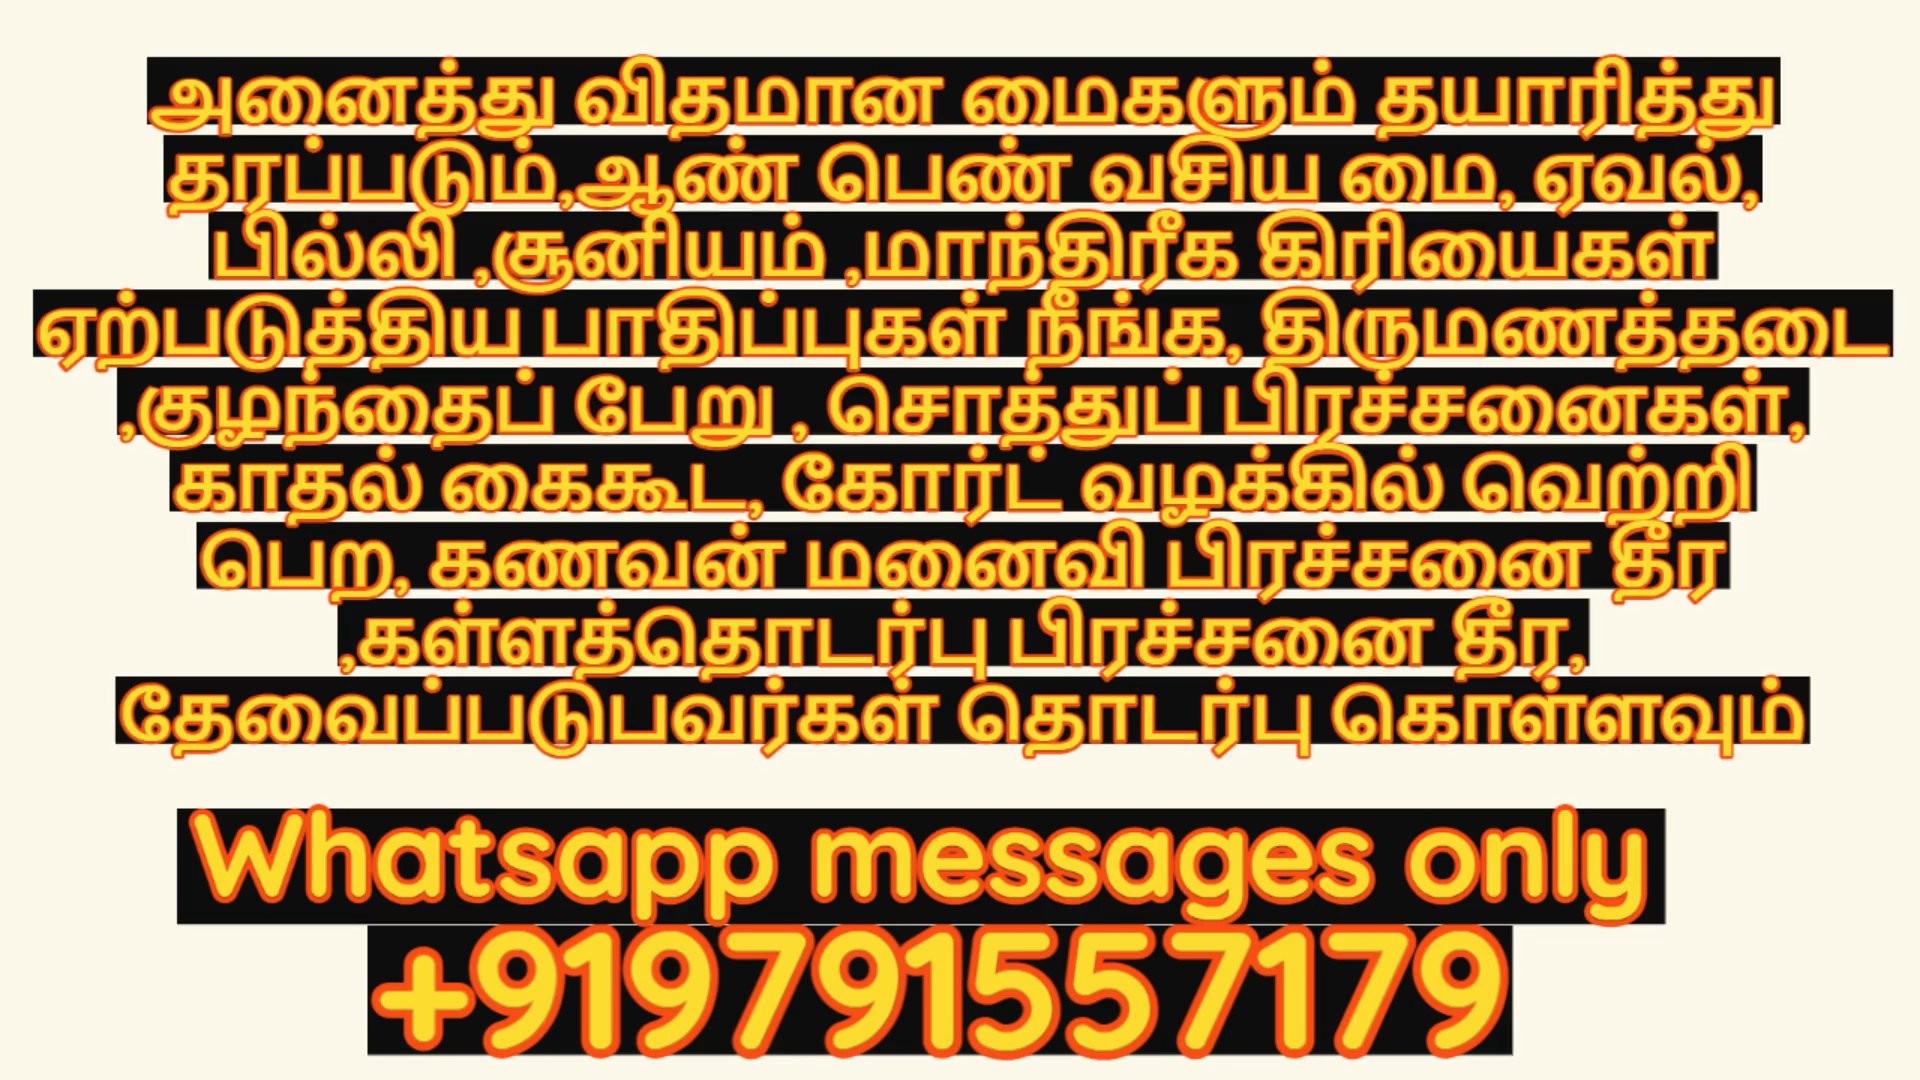 அனைத்து விதமான மைகளும் தயாரித்து
தரப்படும்,ஆண் பெண் வசிய மை, ஏவல்,
பில்லி ,சூனியம் ,மாந்திரீக கிரியைகள்
ஏற்படுத்திய பாதிப்புகள் நீங்க, திருமணத்தடை
,குழந்தைப் பேறு , சொத்துப் பிரச்சனைகள்,
காதல் கைகூட, கோர்ட் வழக்கில் வெற்றி
பெற, கணவன் மனைவி பிரச்சனை தீர
,கள்ளத்தொடர்பு பிரச்சனை தீர,
தேவைப்படுபவர்கள் தொடர்பு கொள்ளவும்
Whatsapp messages only
+919791557179